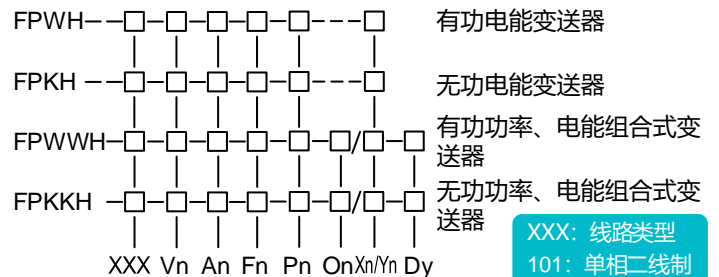 FPWH 有功电能变送器
FPKH 无功电能变送器
FPWWH / 有功功率、电能组合式变
送器
FPKKH / 无功功率、电能组合式变
送器
XXX Vn An Fn Pn On Xn/Yn Dy
XXX：线路类型
101：单相二线制